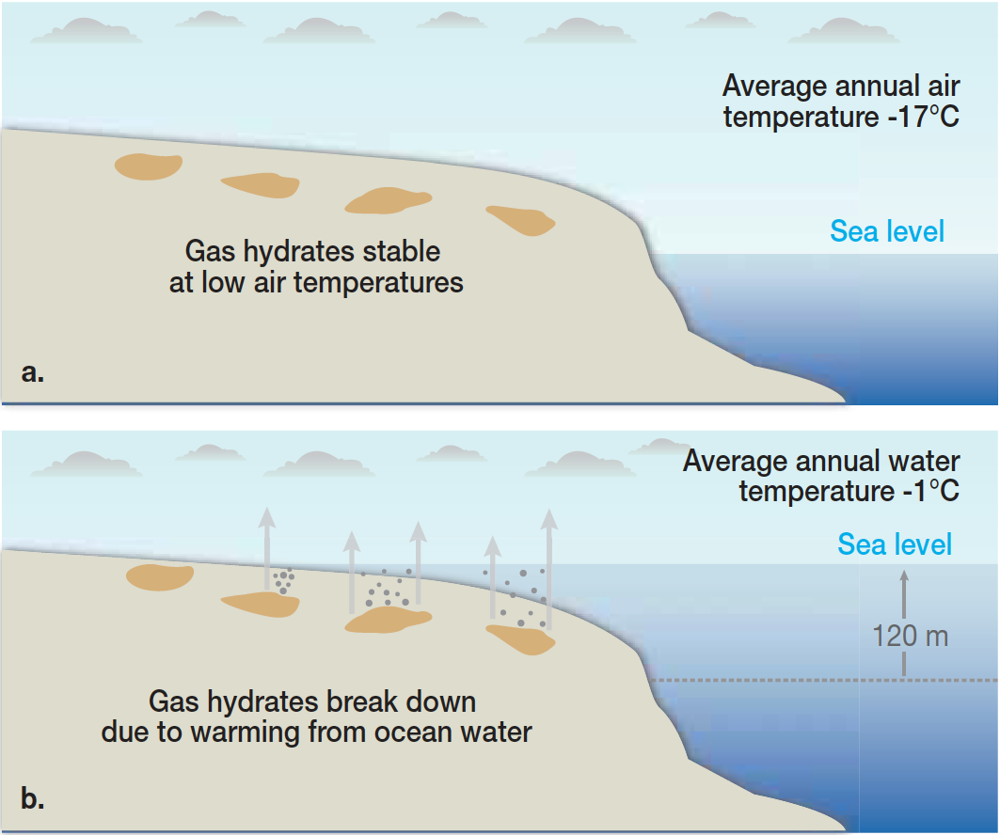 Average annual air
temperature -17°C
Sea level
Gas hydrates stable
at low air temperatures
a.
Average annual water
temperature -1°C
Sea level
120 m
Gas hydrates break down
due to warming from ocean water
b.